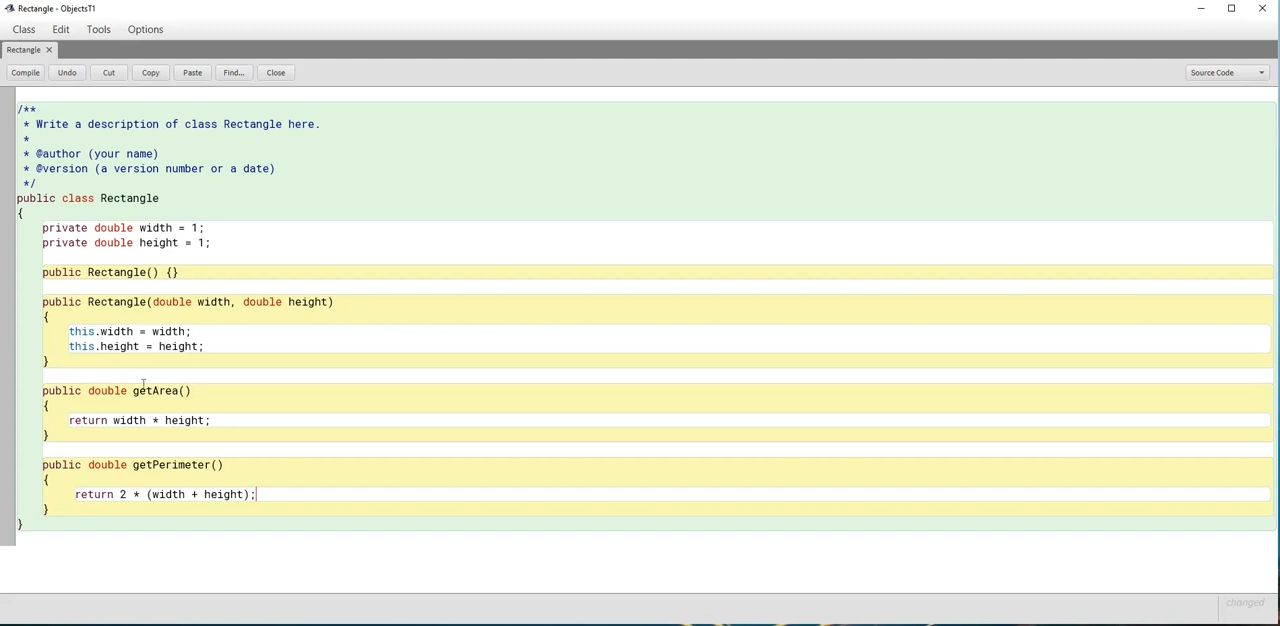 Rectangle - ObjectsT1
Class Edit Tools Options
Rectangle
Compile Undo Cut Copy Paste Find... Close Source Code
/**
 * Write a description of class Rectangle here.
 *
 * @author (your name)
 * @version (a version number or a date)
 */
public class Rectangle
{
    private double width = 1;
    private double height = 1;
    public Rectangle() {}
    public Rectangle(double width, double height)
    {
        this.width = width;
        this.height = height;
    }
    public double getArea()
    {
        return width * height;
    }
    public double getPerimeter()
    {
         return 2 * (width + height);
    }
}
changed